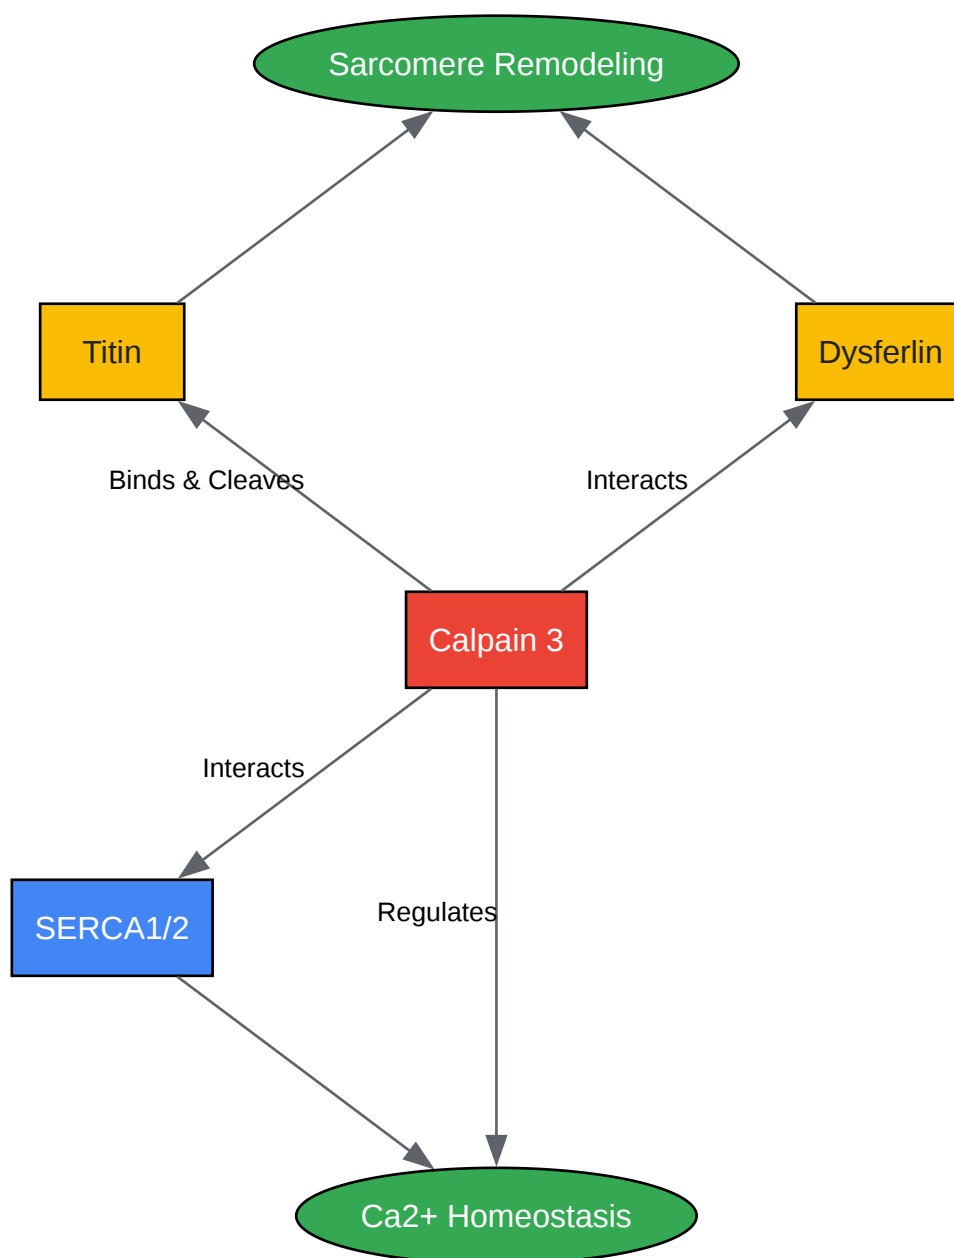 Sarcomere Remodeling
Titin
Dysferlin
Binds & Cleaves
Interacts
Calpain 3
Interacts
SERCA1/2
Regulates
Ca2+ Homeostasis